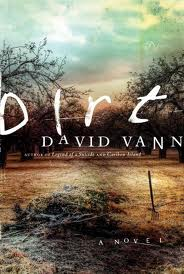 Dirt
DAVID VANN
AUTHOR OF Legend of a Suicide AND Caribou Island
A NOVEL